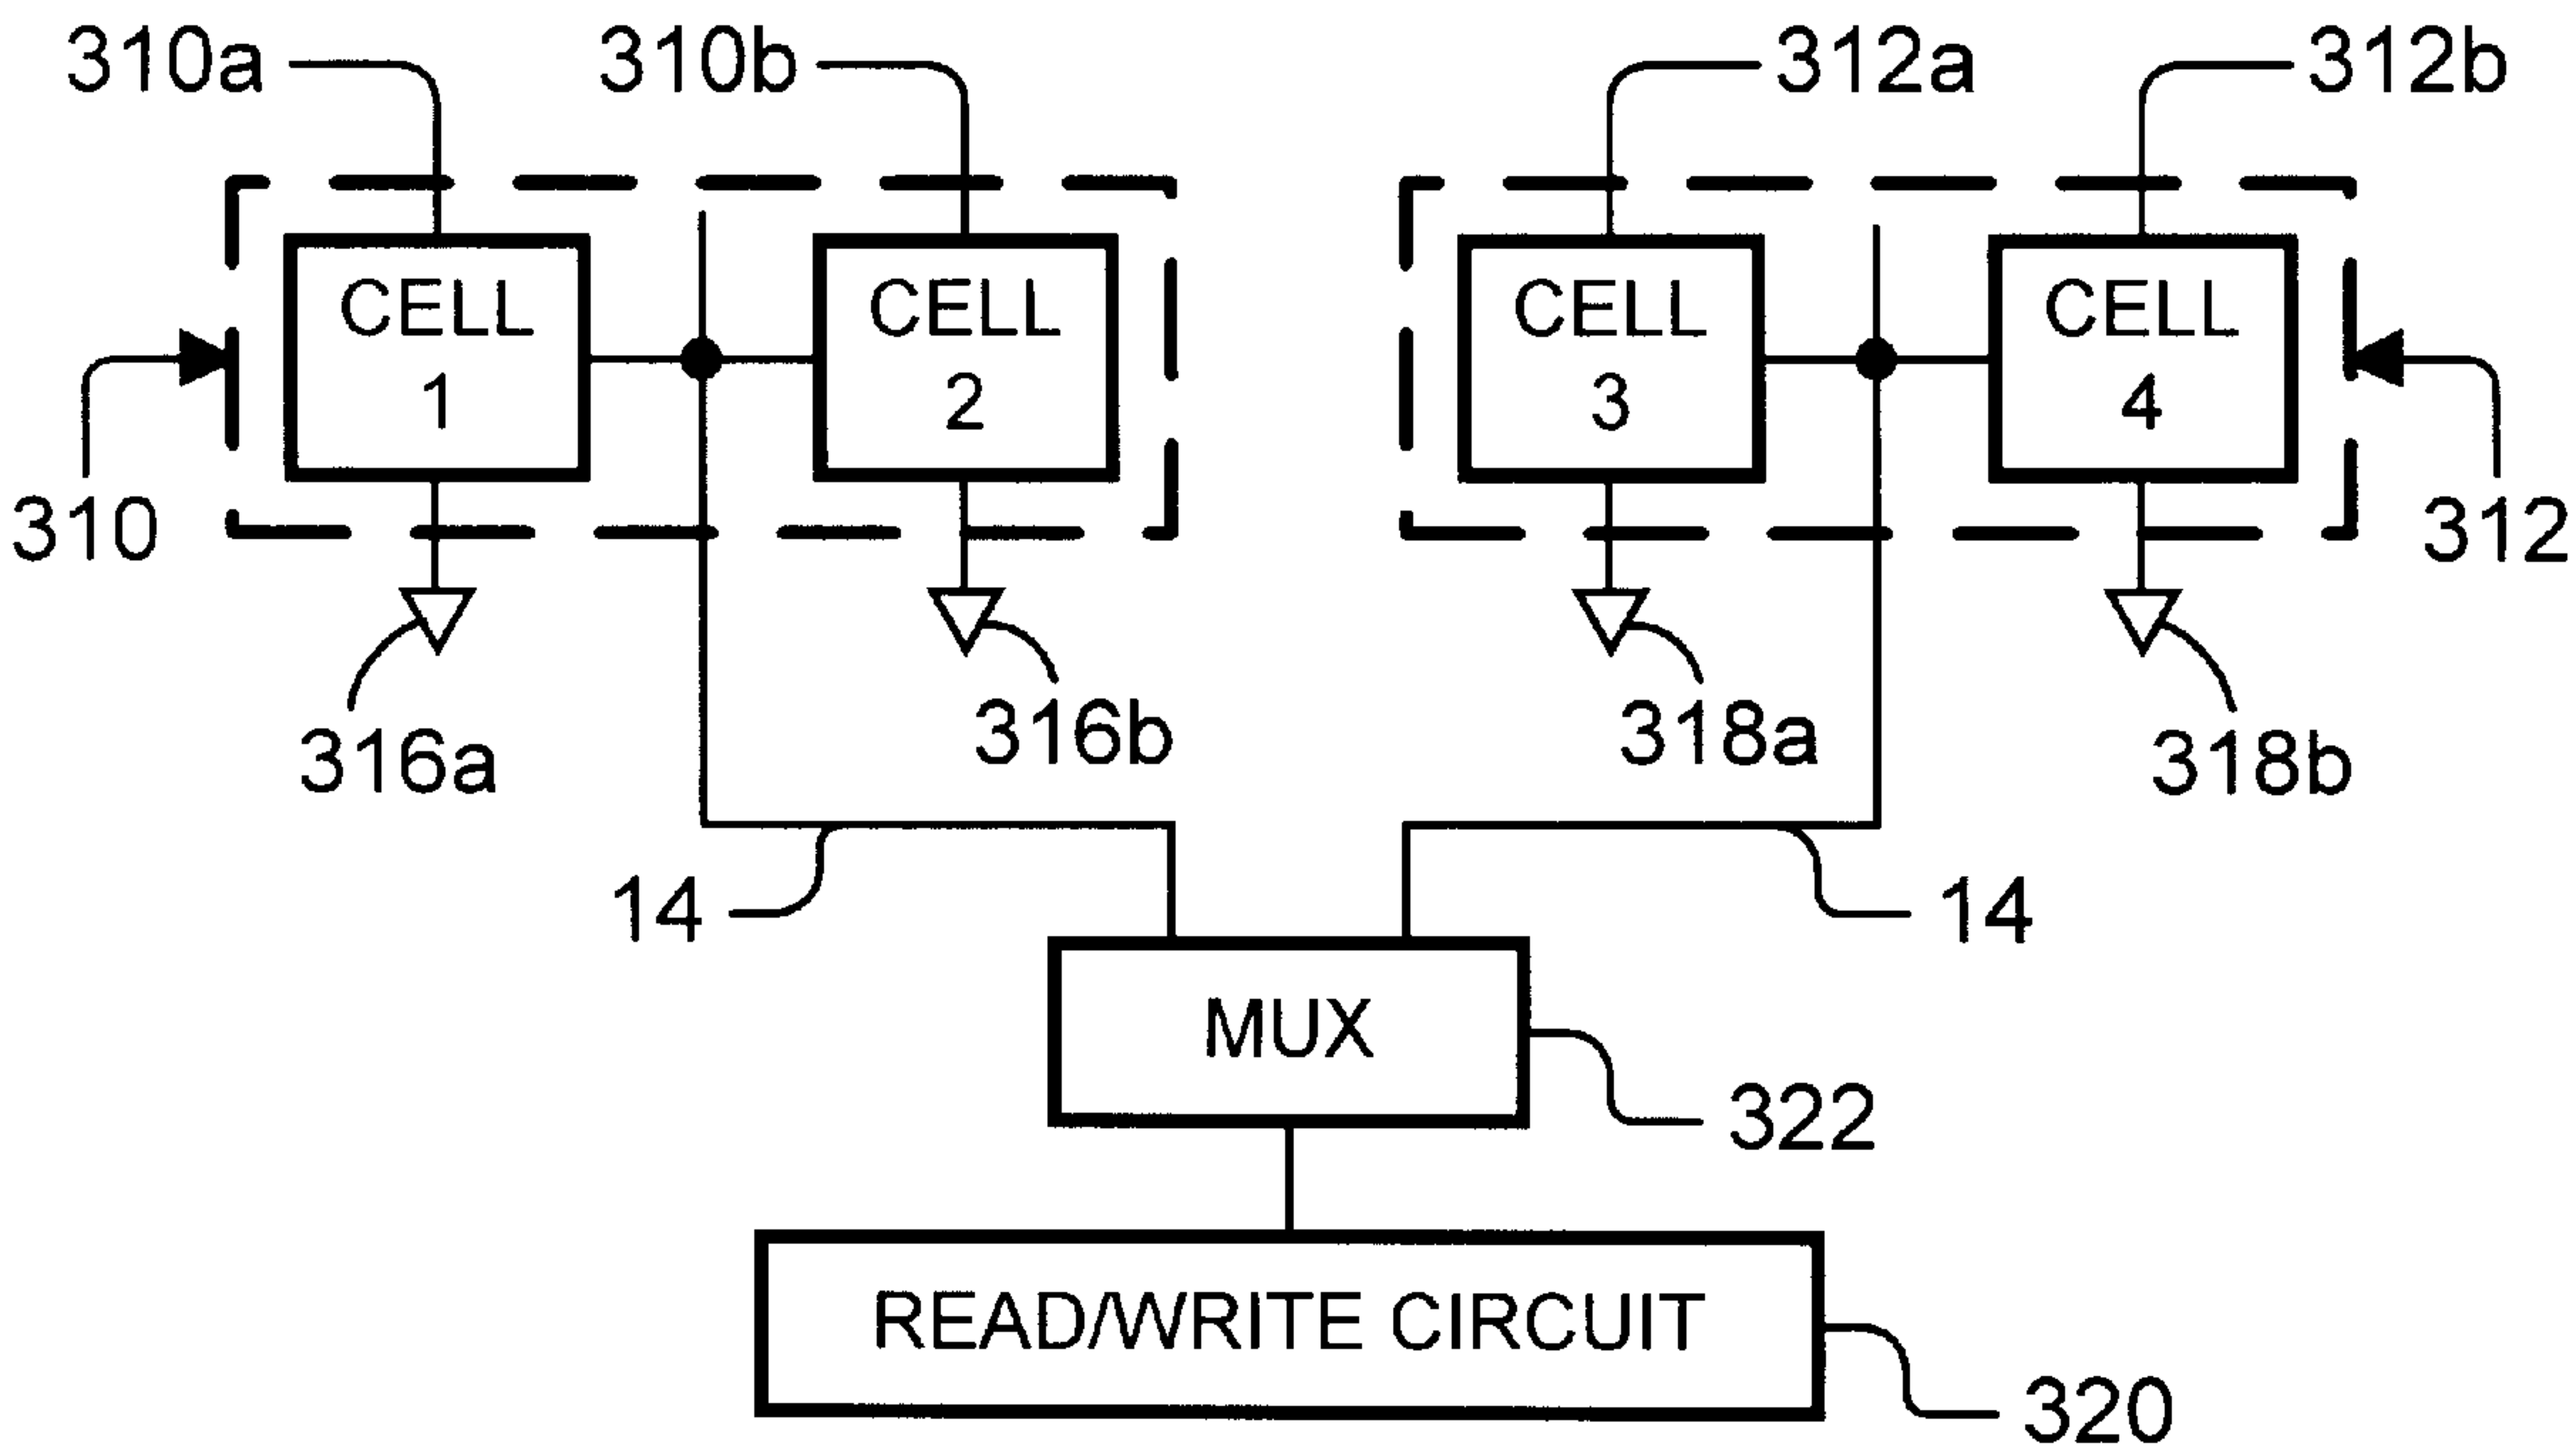 310a 310b 312a 312b
CELL 1
CELL 2
CELL 3
CELL 4
310
312
316a
316b
318a
318b
14
14
MUX
322
READ/WRITE CIRCUIT
320